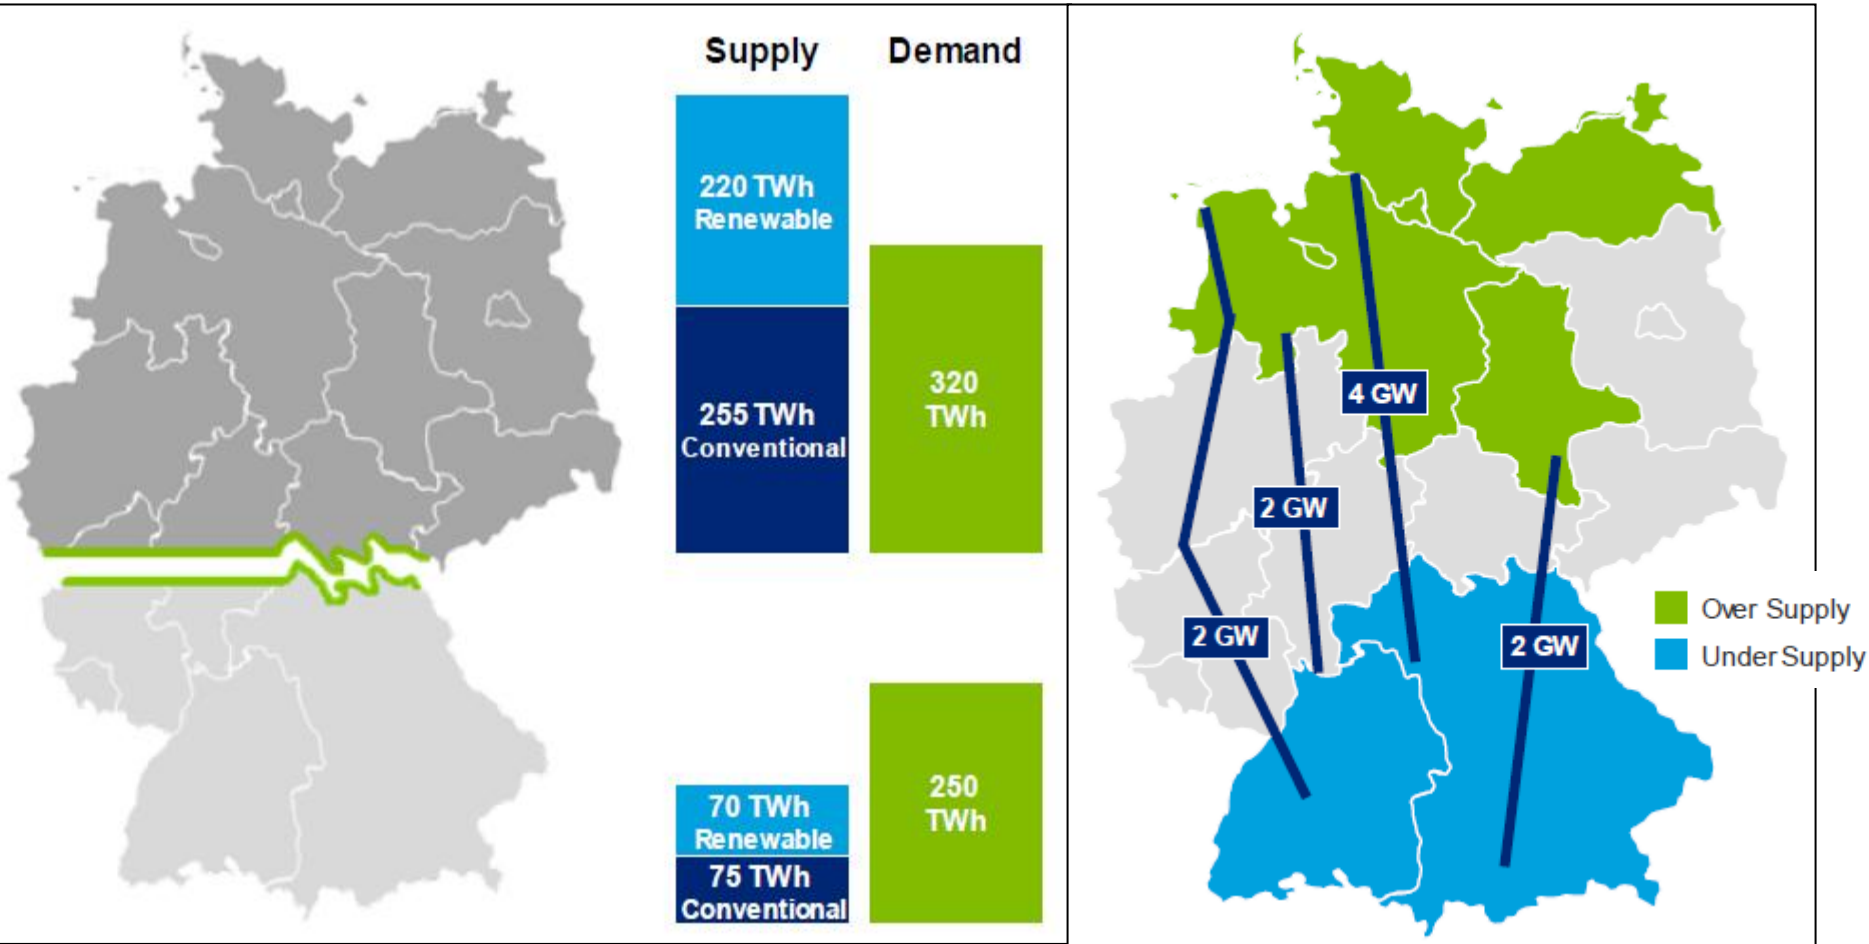 Supply
Demand
220 TWh
Renewable
255 TWh
Conventional
320
TWh
70 TWh
Renewable
75 TWh
Conventional
250
TWh
4 GW
2 GW
2 GW
2 GW
Over Supply
Under Supply